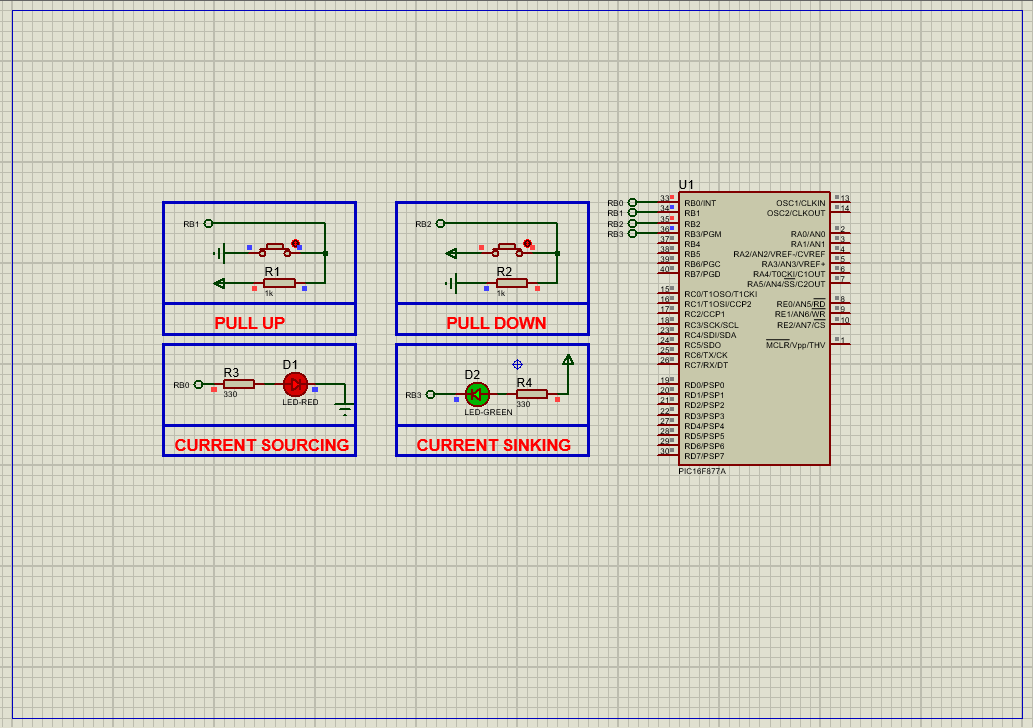 RB1
R1
1k
PULL UP
RB2
R2
1k
PULL DOWN
RB0
R3
330
D1
LED-RED
CURRENT SOURCING
RB3
D2
LED-GREEN
R4
330
CURRENT SINKING
RB0
RB1
RB2
RB3
U1
33 RB0/INT OSC1/CLKIN 13
34 RB1 OSC2/CLKOUT 14
35 RB2
36 RB3/PGM RA0/AN0 2
37 RB4 RA1/AN1 3
38 RB5 RA2/AN2/VREF-/CVREF 4
39 RB6/PGC RA3/AN3/VREF+ 5
40 RB7/PGD RA4/T0CKI/C1OUT 6
RA5/AN4/SS/C2OUT 7
15 RC0/T1OSO/T1CKI
16 RC1/T1OSI/CCP2 RE0/AN5/RD 8
17 RC2/CCP1 RE1/AN6/WR 9
18 RC3/SCK/SCL RE2/AN7/CS 10
23 RC4/SDI/SDA
24 RC5/SDO MCLR/Vpp/THV 1
25 RC6/TX/CK
26 RC7/RX/DT
19 RD0/PSP0
20 RD1/PSP1
21 RD2/PSP2
22 RD3/PSP3
27 RD4/PSP4
28 RD5/PSP5
29 RD6/PSP6
30 RD7/PSP7
PIC16F877A